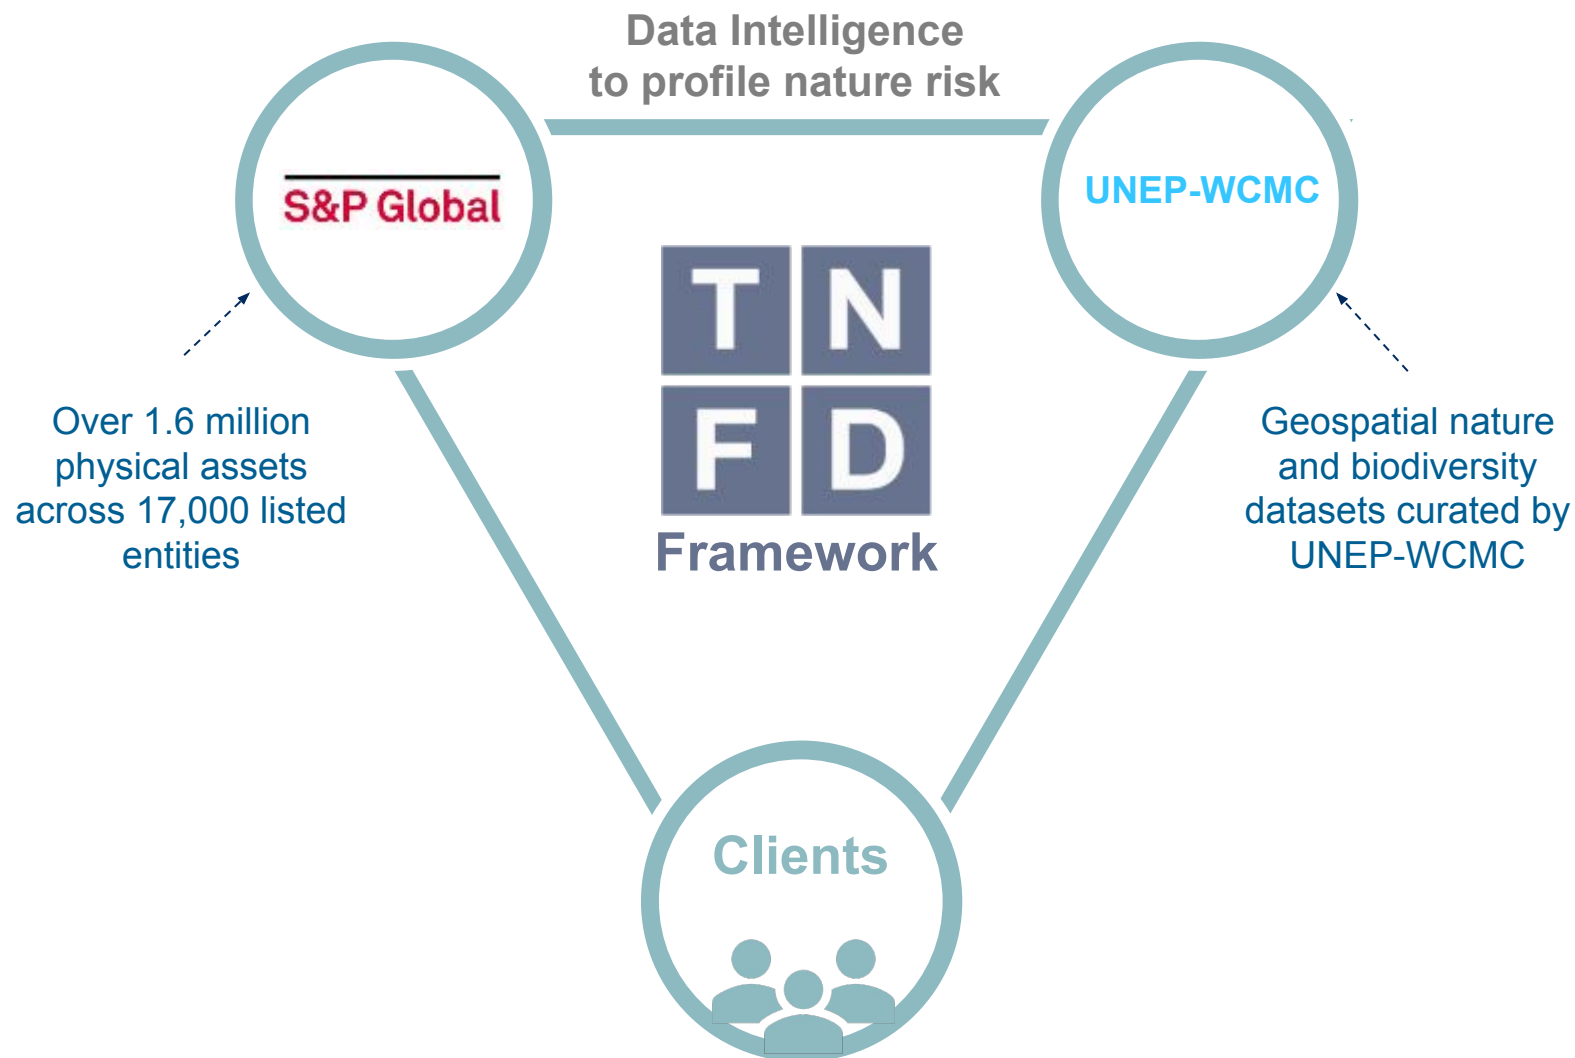 Data Intelligence
to profile nature risk
S&P Global
UNEP-WCMC
T N
F D
Framework
Over 1.6 million
physical assets
across 17,000 listed
entities
Geospatial nature
and biodiversity
datasets curated by
UNEP-WCMC
Clients